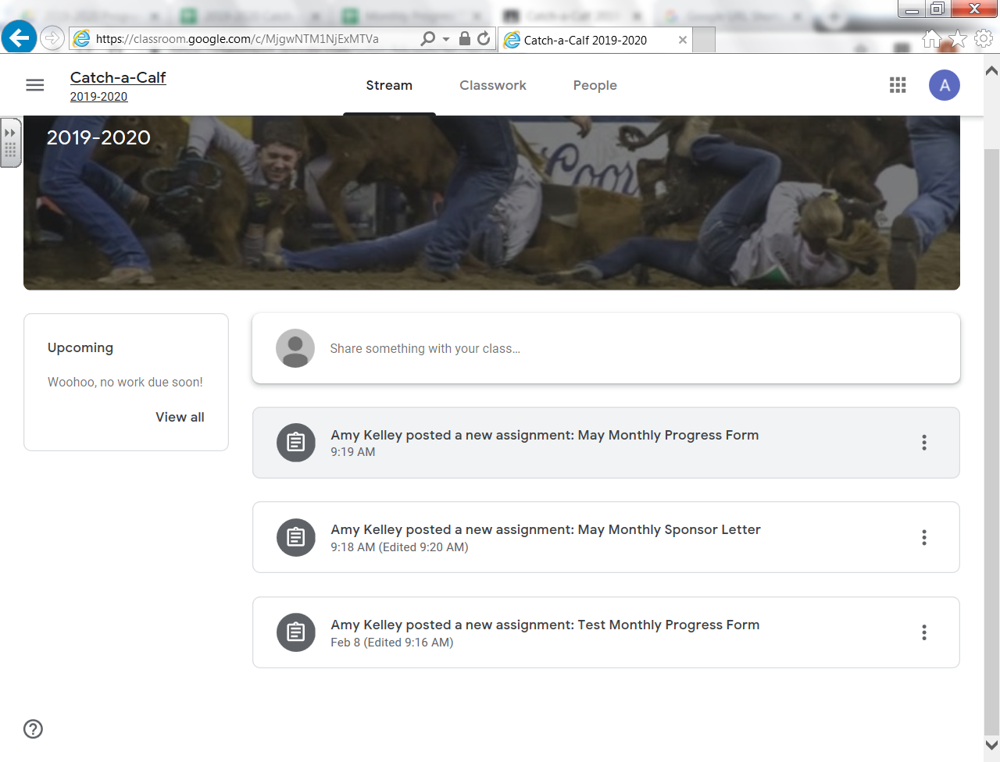 https://classroom.google.com/c/MjgwNTM1NjExMTVa
Catch-a-Calf 2019-2020
Catch-a-Calf
2019-2020
Stream
Classwork
People
A
2019-2020
Coors
Upcoming
Woohoo, no work due soon!
View all
Share something with your class...
Amy Kelley posted a new assignment: May Monthly Progress Form
9:19 AM
Amy Kelley posted a new assignment: May Monthly Sponsor Letter
9:18 AM (Edited 9:20 AM)
Amy Kelley posted a new assignment: Test Monthly Progress Form
Feb 8 (Edited 9:16 AM)